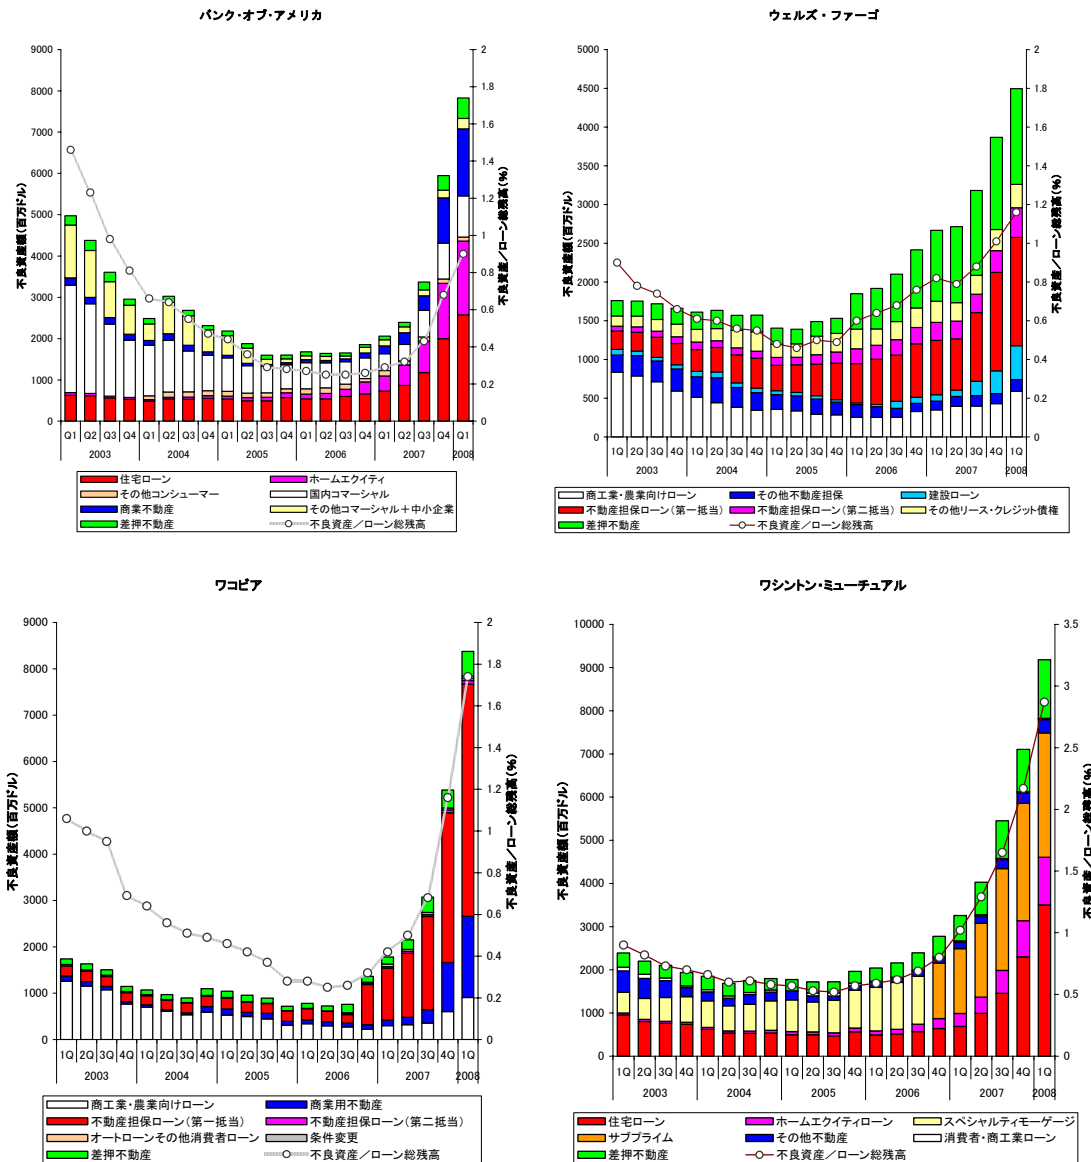 バンク・オブ・アメリカ
不良資産額(百万ドル)
9000
8000
7000
6000
5000
4000
3000
2000
1000
0
2
1.8
1.6
1.4
1.2
1
0.8
0.6
0.4
0.2
0
不良資産／ローン総残高(%)
Q1 Q2 Q3 Q4 Q1 Q2 Q3 Q4 Q1 Q2 Q3 Q4 Q1 Q2 Q3 Q4 Q1 Q2 Q3 Q4 Q1
2003 2004 2005 2006 2007 2008
住宅ローン ホームエクイティ
その他コンシューマー 国内コマーシャル
商業不動産 その他コマーシャル＋中小企業
差押不動産 不良資産／ローン総残高
ウェルズ・ファーゴ
不良資産額(百万ドル)
5000
4500
4000
3500
3000
2500
2000
1500
1000
500
0
2
1.8
1.6
1.4
1.2
1
0.8
0.6
0.4
0.2
0
不良資産／ローン総残高(%)
1Q 2Q 3Q 4Q 1Q 2Q 3Q 4Q 1Q 2Q 3Q 4Q 1Q 2Q 3Q 4Q 1Q 2Q 3Q 4Q 1Q
2003 2004 2005 2006 2007 2008
商工業・農業向けローン その他不動産担保 建設ローン
不動産担保ローン(第一抵当) 不動産担保ローン(第二抵当) その他リース・クレジット債権
差押不動産 不良資産／ローン総残高
ワコビア
不良資産額(百万ドル)
9000
8000
7000
6000
5000
4000
3000
2000
1000
0
2
1.8
1.6
1.4
1.2
1
0.8
0.6
0.4
0.2
0
不良資産／ローン総残高(%)
1Q 2Q 3Q 4Q 1Q 2Q 3Q 4Q 1Q 2Q 3Q 4Q 1Q 2Q 3Q 4Q 1Q 2Q 3Q 4Q 1Q
2003 2004 2005 2006 2007 2008
商工業・農業向けローン 商業用不動産
不動産担保ローン(第一抵当) 不動産担保ローン(第二抵当)
オートローンその他消費者ローン 条件変更
差押不動産 不良資産／ローン総残高
ワシントン・ミューチュアル
不良資産額(百万ドル)
10000
9000
8000
7000
6000
5000
4000
3000
2000
1000
0
3.5
3
2.5
2
1.5
1
0.5
0
不良資産／ローン総残高(%)
1Q 2Q 3Q 4Q 1Q 2Q 3Q 4Q 1Q 2Q 3Q 4Q 1Q 2Q 3Q 4Q 1Q 2Q 3Q 4Q 1Q
2003 2004 2005 2006 2007 2008
住宅ローン ホームエクイティローン スペシャルティモーゲージ
サブプライム その他不動産 消費者・商工業ローン
差押不動産 不良資産／ローン総残高